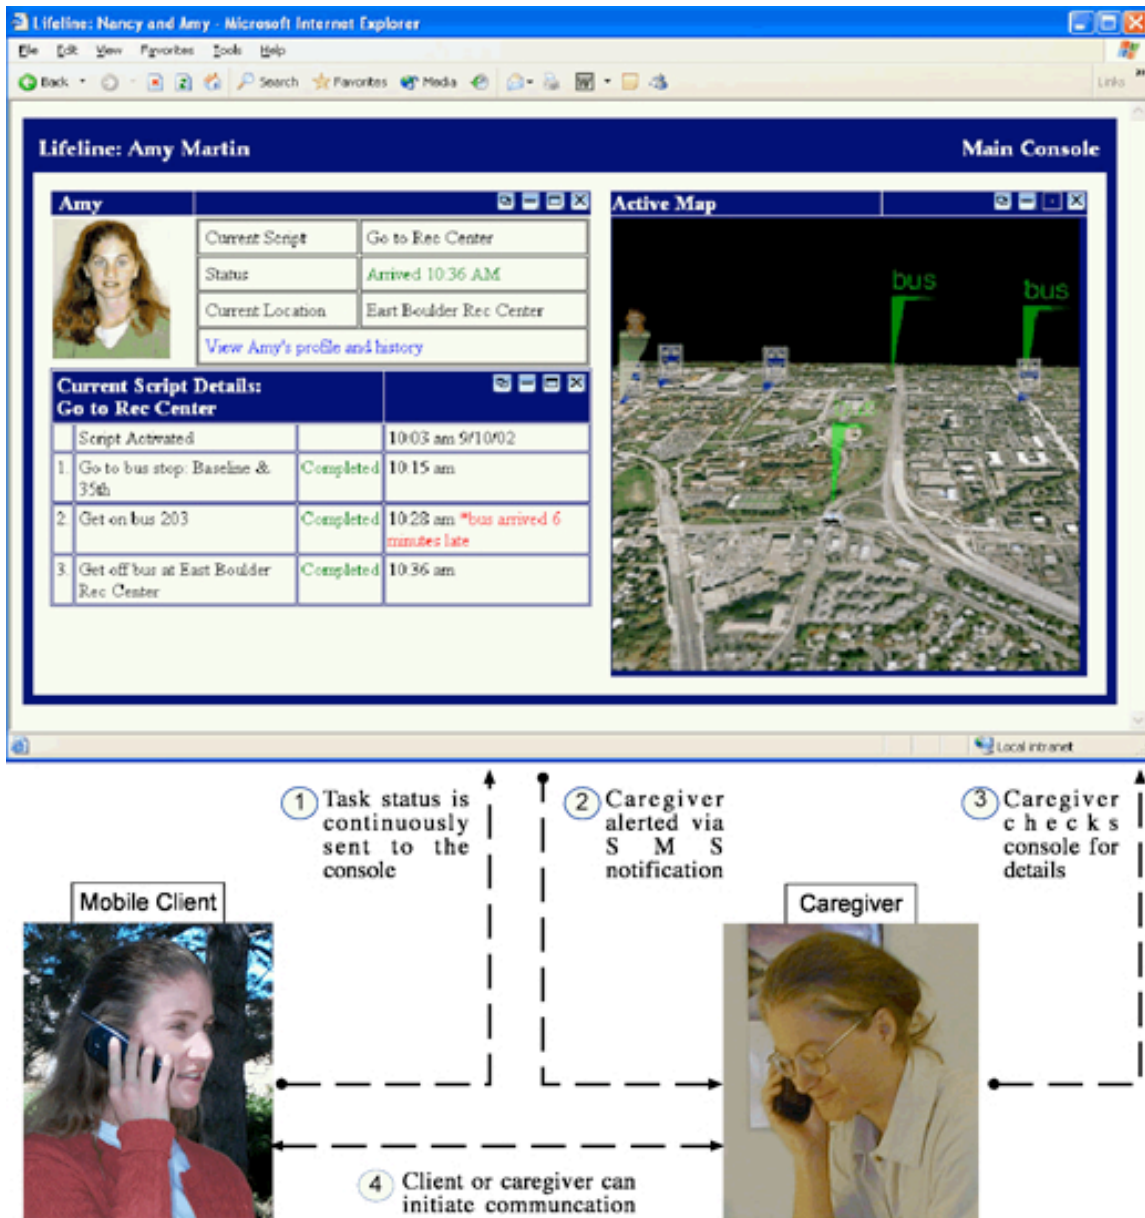 Lifeline: Nancy and Amy - Microsoft Internet Explorer
File Edit View Favorites Tools Help
Back Search Favorites Media Links
Lifeline: Amy Martin Main Console
Amy
Current Script Go to Rec Center
Status Arrived 10:36 AM
Current Location East Boulder Rec Center
View Amy's profile and history
Current Script Details:
Go to Rec Center
Script Activated 10:03 am 9/10/02
1. Go to bus stop: Baseline & Completed 10:15 am
35th
2. Get on bus 203 Completed 10:28 am *bus arrived 6
minutes late
3. Get off bus at East Boulder Completed 10:36 am
Rec Center
Active Map
bus
bus
Local intranet
1 Task status is
continuously
sent to the
console
2 Caregiver
alerted via
S M S
notification
3 Caregiver
c h e c k s
console for
details
Mobile Client
Caregiver
4 Client or caregiver can
initiate communcation